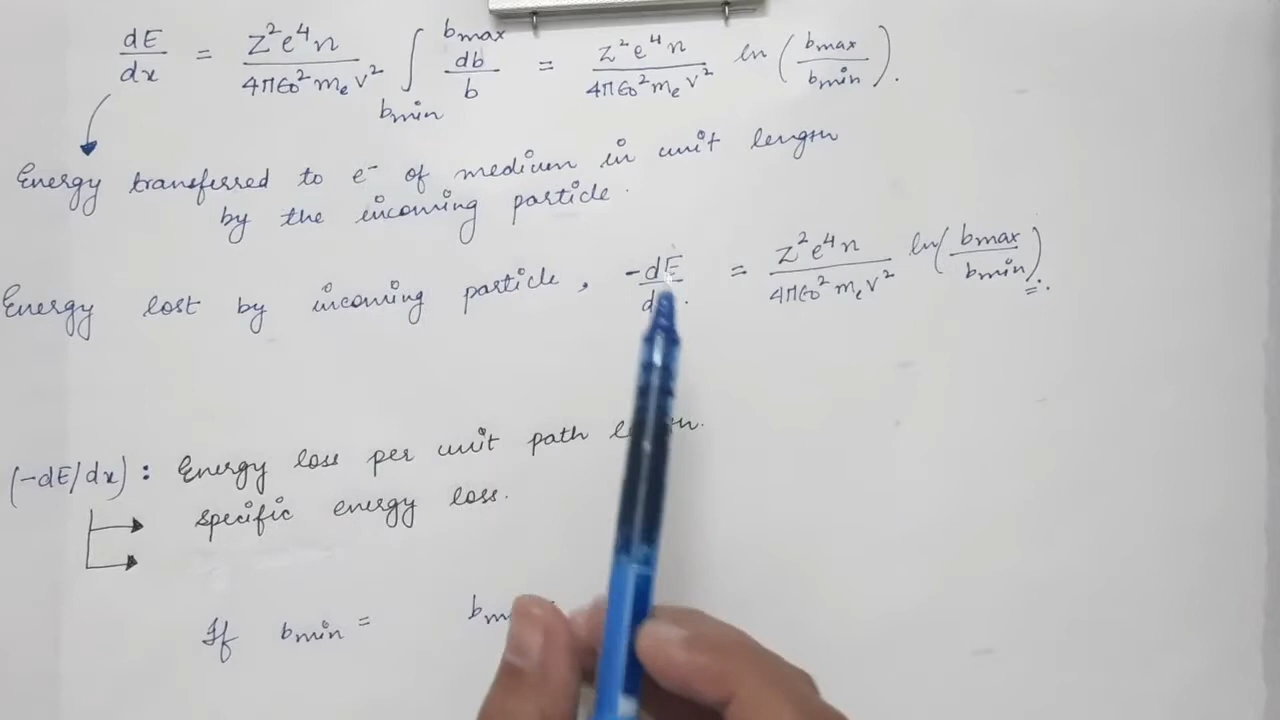 dE/dx = Z²e⁴n / 4πϵ₀²mₑv² ∫ bmin bmax db/b = Z²e⁴n / 4πϵ₀²mₑv² ln (bmax/bmin).
Energy transferred to e⁻ of medium in unit length
by the incoming particle.
Energy lost by incoming particle, -dE/d = Z²e⁴n / 4πϵ₀²mₑv² ln(bmax/bmin).
(-dE/dx) : Energy loss per unit path
specific energy loss.
If bmin =